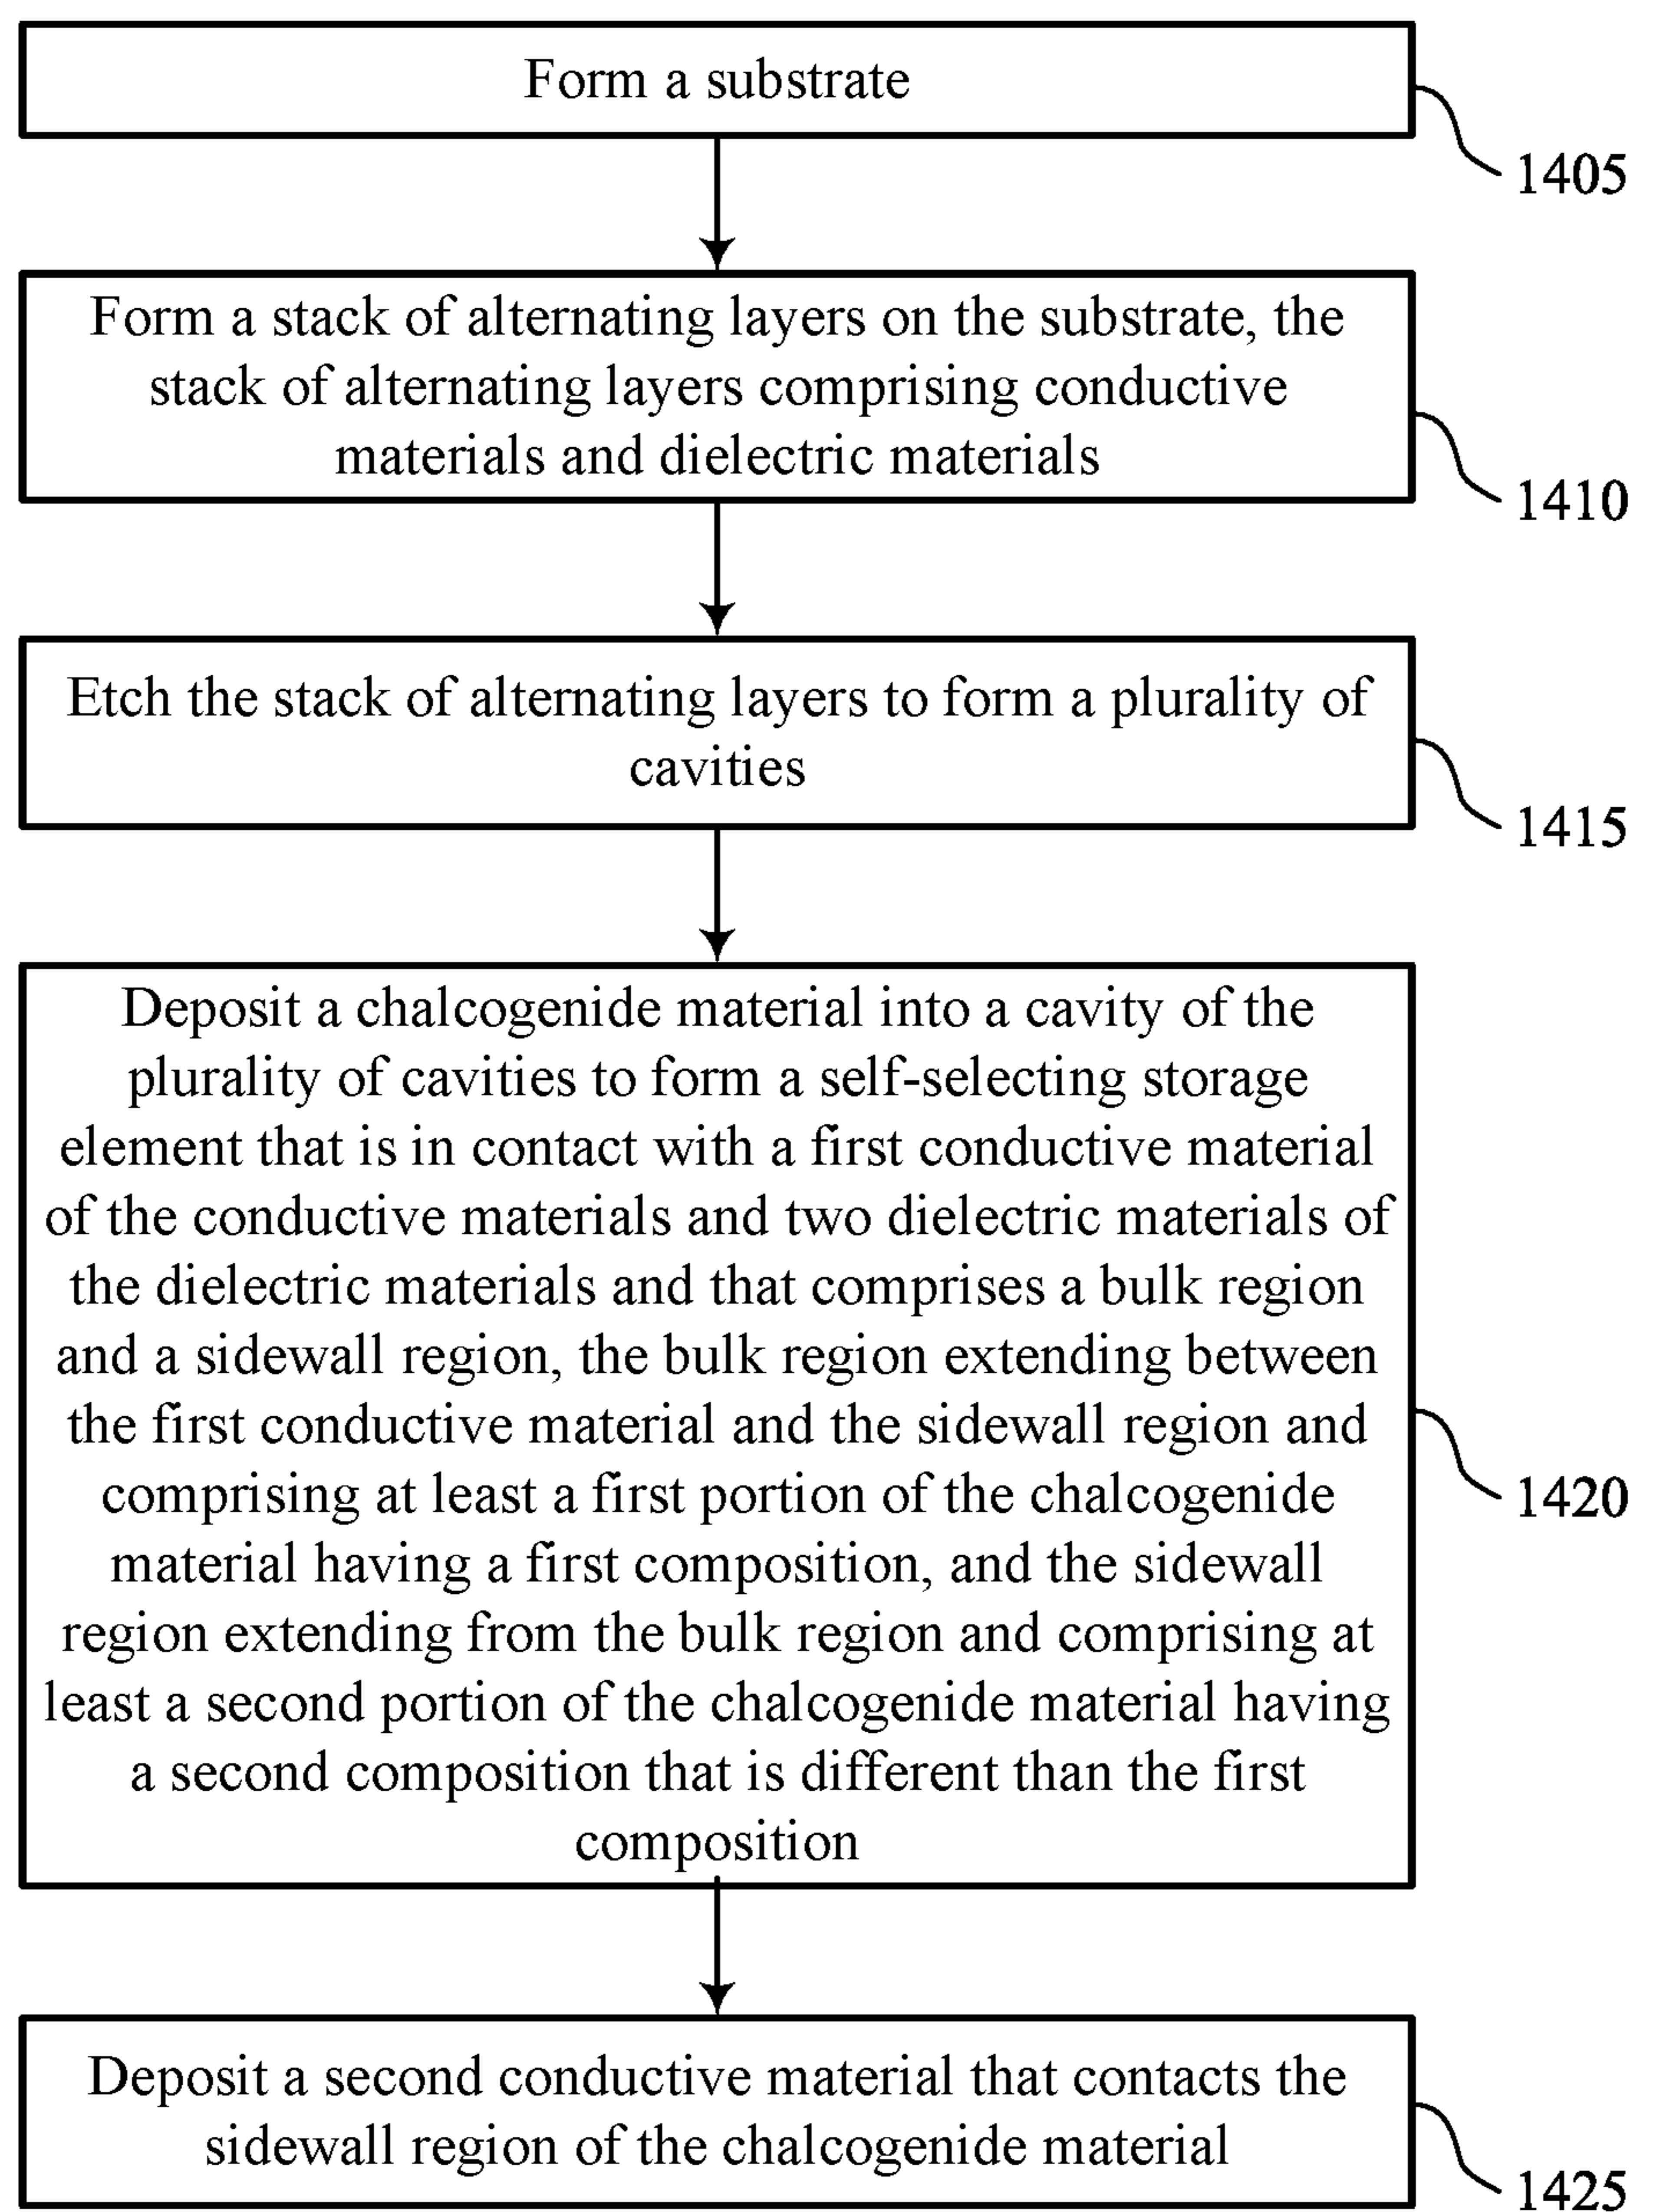 Form a substrate
1405
Form a stack of alternating layers on the substrate, the
stack of alternating layers comprising conductive
materials and dielectric materials
1410
Etch the stack of alternating layers to form a plurality of
cavities
1415
Deposit a chalcogenide material into a cavity of the
plurality of cavities to form a self-selecting storage
element that is in contact with a first conductive material
of the conductive materials and two dielectric materials of
the dielectric materials and that comprises a bulk region
and a sidewall region, the bulk region extending between
the first conductive material and the sidewall region and
comprising at least a first portion of the chalcogenide
material having a first composition, and the sidewall
region extending from the bulk region and comprising at
least a second portion of the chalcogenide material having
a second composition that is different than the first
composition
1420
Deposit a second conductive material that contacts the
sidewall region of the chalcogenide material
1425